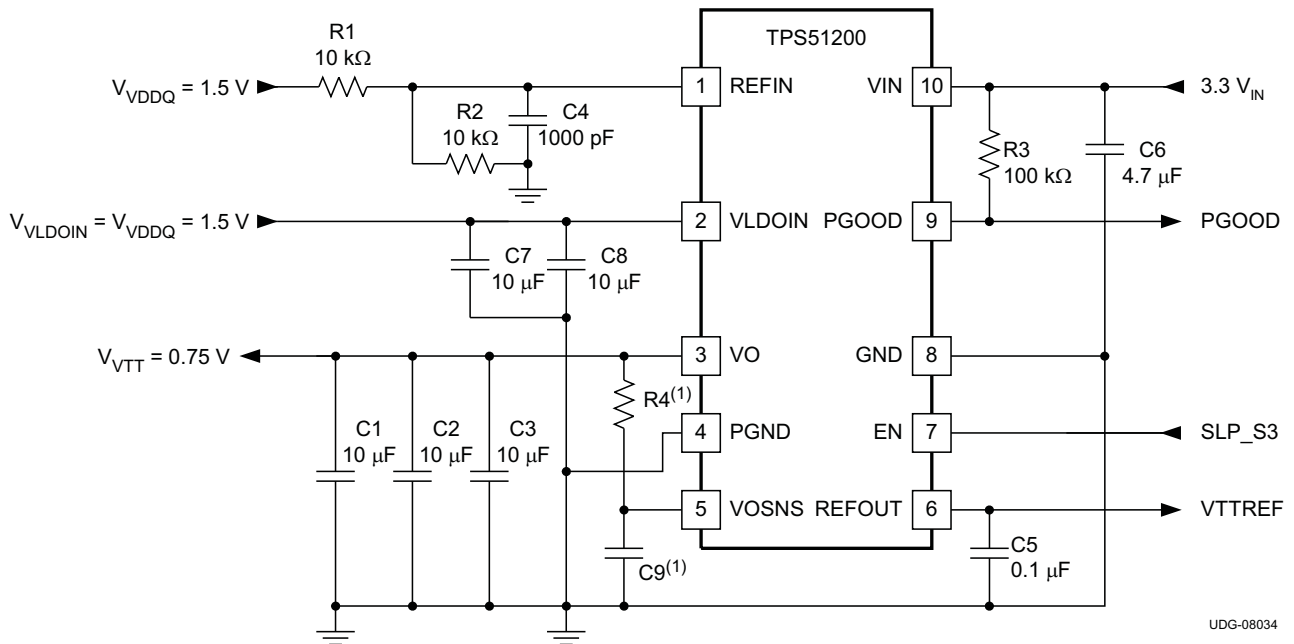 TPS51200
R1
10 kΩ
V_VDDQ = 1.5 V
1 REFIN
VIN 10
3.3 V_IN
R2
10 kΩ
C4
1000 pF
R3
100 kΩ
C6
4.7 μF
V_VLDOIN = V_VDDQ = 1.5 V
2 VLDOIN
PGOOD 9
PGOOD
C7
10 μF
C8
10 μF
V_VTT = 0.75 V
3 VO
GND 8
R4(1)
C1
10 μF
C2
10 μF
C3
10 μF
4 PGND
EN 7
SLP_S3
5 VOSNS
REFOUT 6
VTTREF
C9(1)
C5
0.1 μF
UDG-08034